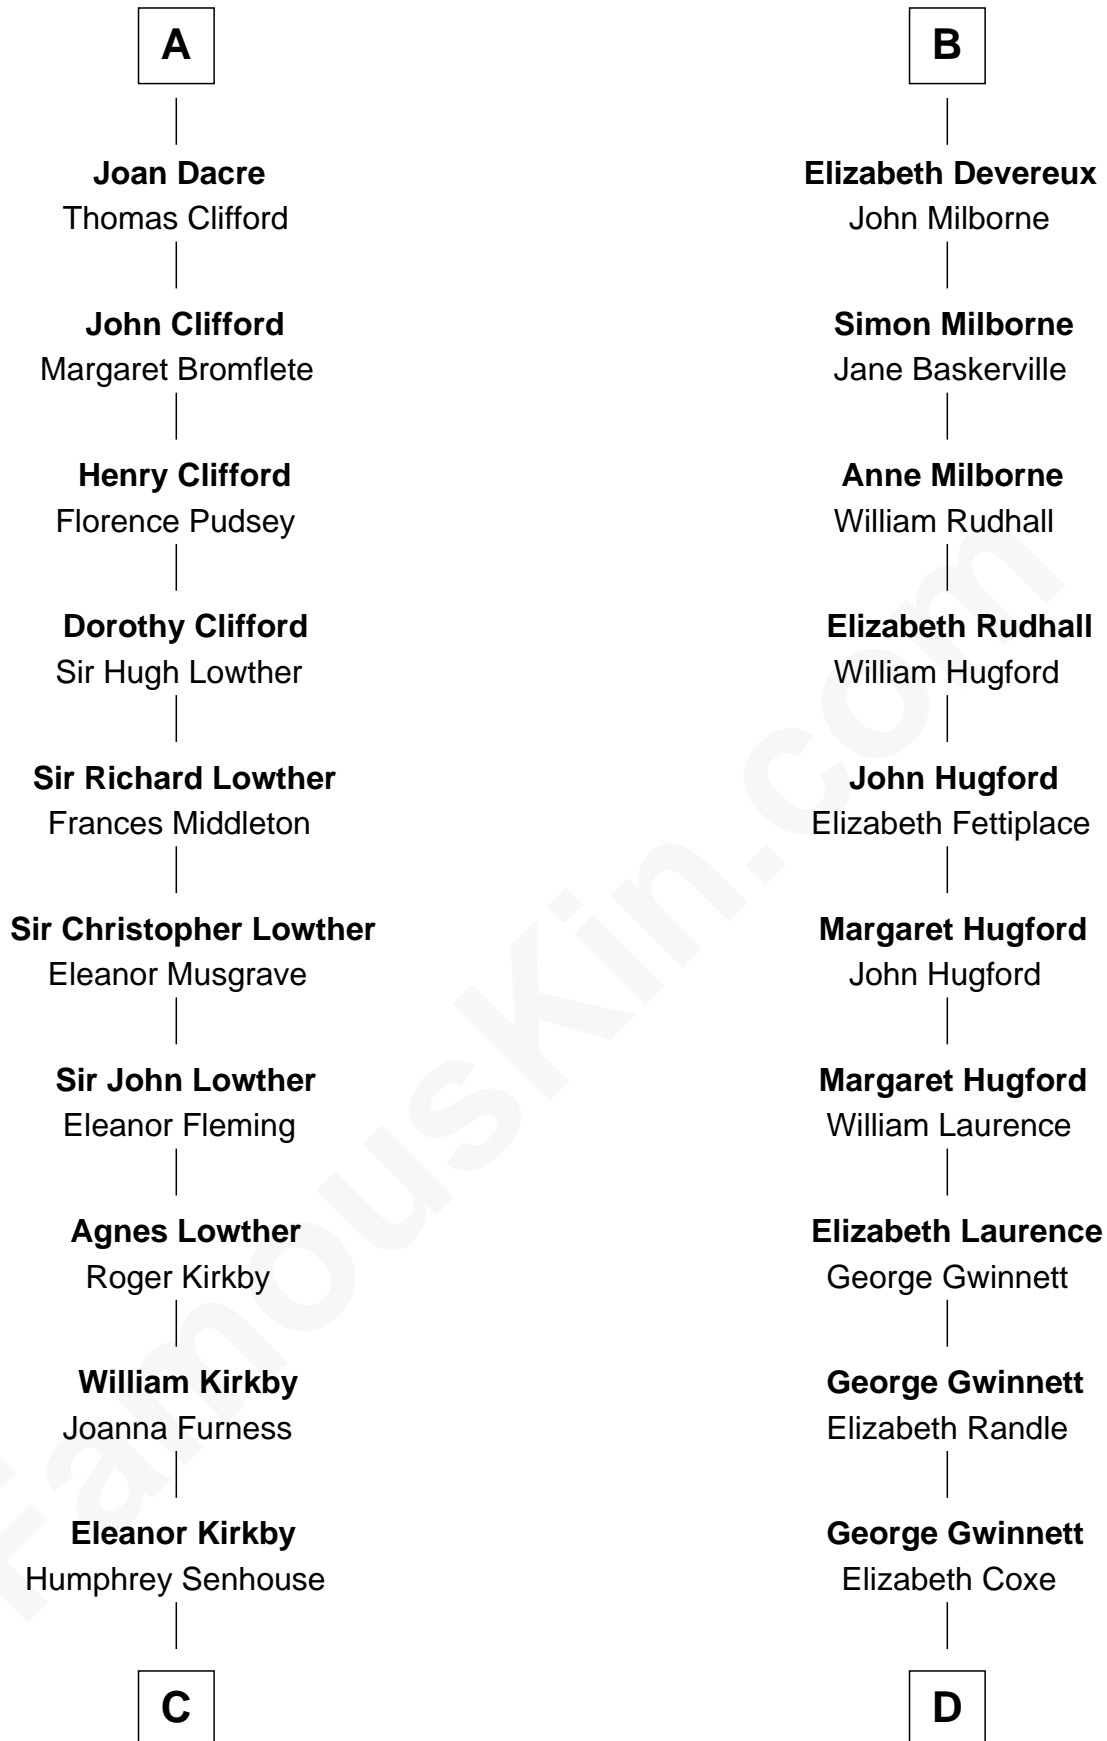 A
Joan Dacre
Thomas Clifford
John Clifford
Margaret Bromflete
Henry Clifford
Florence Pudsey
Dorothy Clifford
Sir Hugh Lowther
Sir Richard Lowther
Frances Middleton
Sir Christopher Lowther
Eleanor Musgrave
Sir John Lowther
Eleanor Fleming
Agnes Lowther
Roger Kirkby
William Kirkby
Joanna Furness
Eleanor Kirkby
Humphrey Senhouse
C
B
Elizabeth Devereux
John Milborne
Simon Milborne
Jane Baskerville
Anne Milborne
William Rudhall
Elizabeth Rudhall
William Hugford
John Hugford
Elizabeth Fettiplace
Margaret Hugford
John Hugford
Margaret Hugford
William Laurence
Elizabeth Laurence
George Gwinnett
George Gwinnett
Elizabeth Randle
George Gwinnett
Elizabeth Coxe
D
FamousKin.com